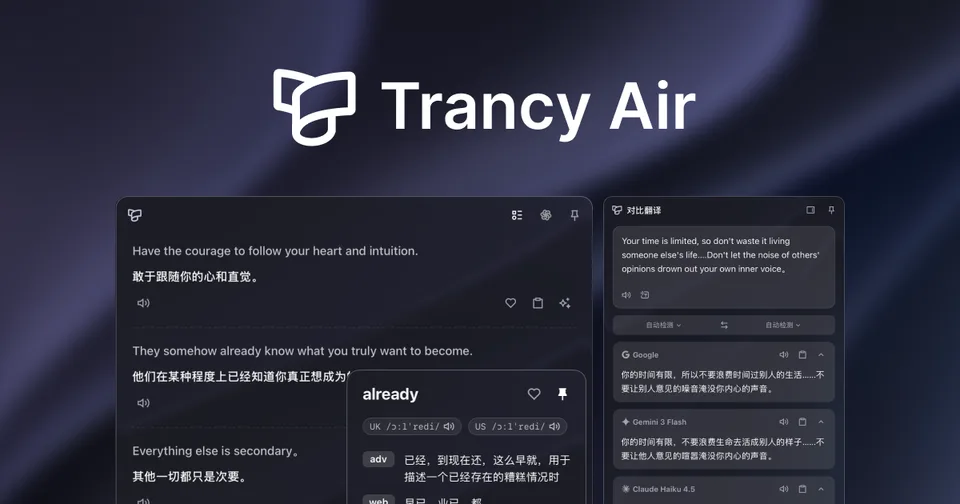 Trancy Air
Have the courage to follow your heart and intuition.
敢于跟随你的心和直觉。
They somehow already know what you truly want to become.
他们在某种程度上已经知道你真正想成为
Everything else is secondary。
其他一切都只是次要。
already
UK /ɔːlˈredi/
US /ɔːlˈredi/
adv 已经，到现在还，这么早就，用于
描述一个已经存在的糟糕情况时
web 早已，业已，都
对比翻译
Your time is limited, so don't waste it living
someone else's life....Don't let the noise of others'
opinions drown out your own inner voice。
自动检测
自动检测
Google
你的时间有限，所以不要浪费时间过别人的生活……不
要让别人意见的噪音淹没你内心的声音。
Gemini 3 Flash
你的时间有限，不要浪费生命去活成别人的样子……不
要让他人意见的喧嚣淹没你内心的声音。
Claude Haiku 4.5